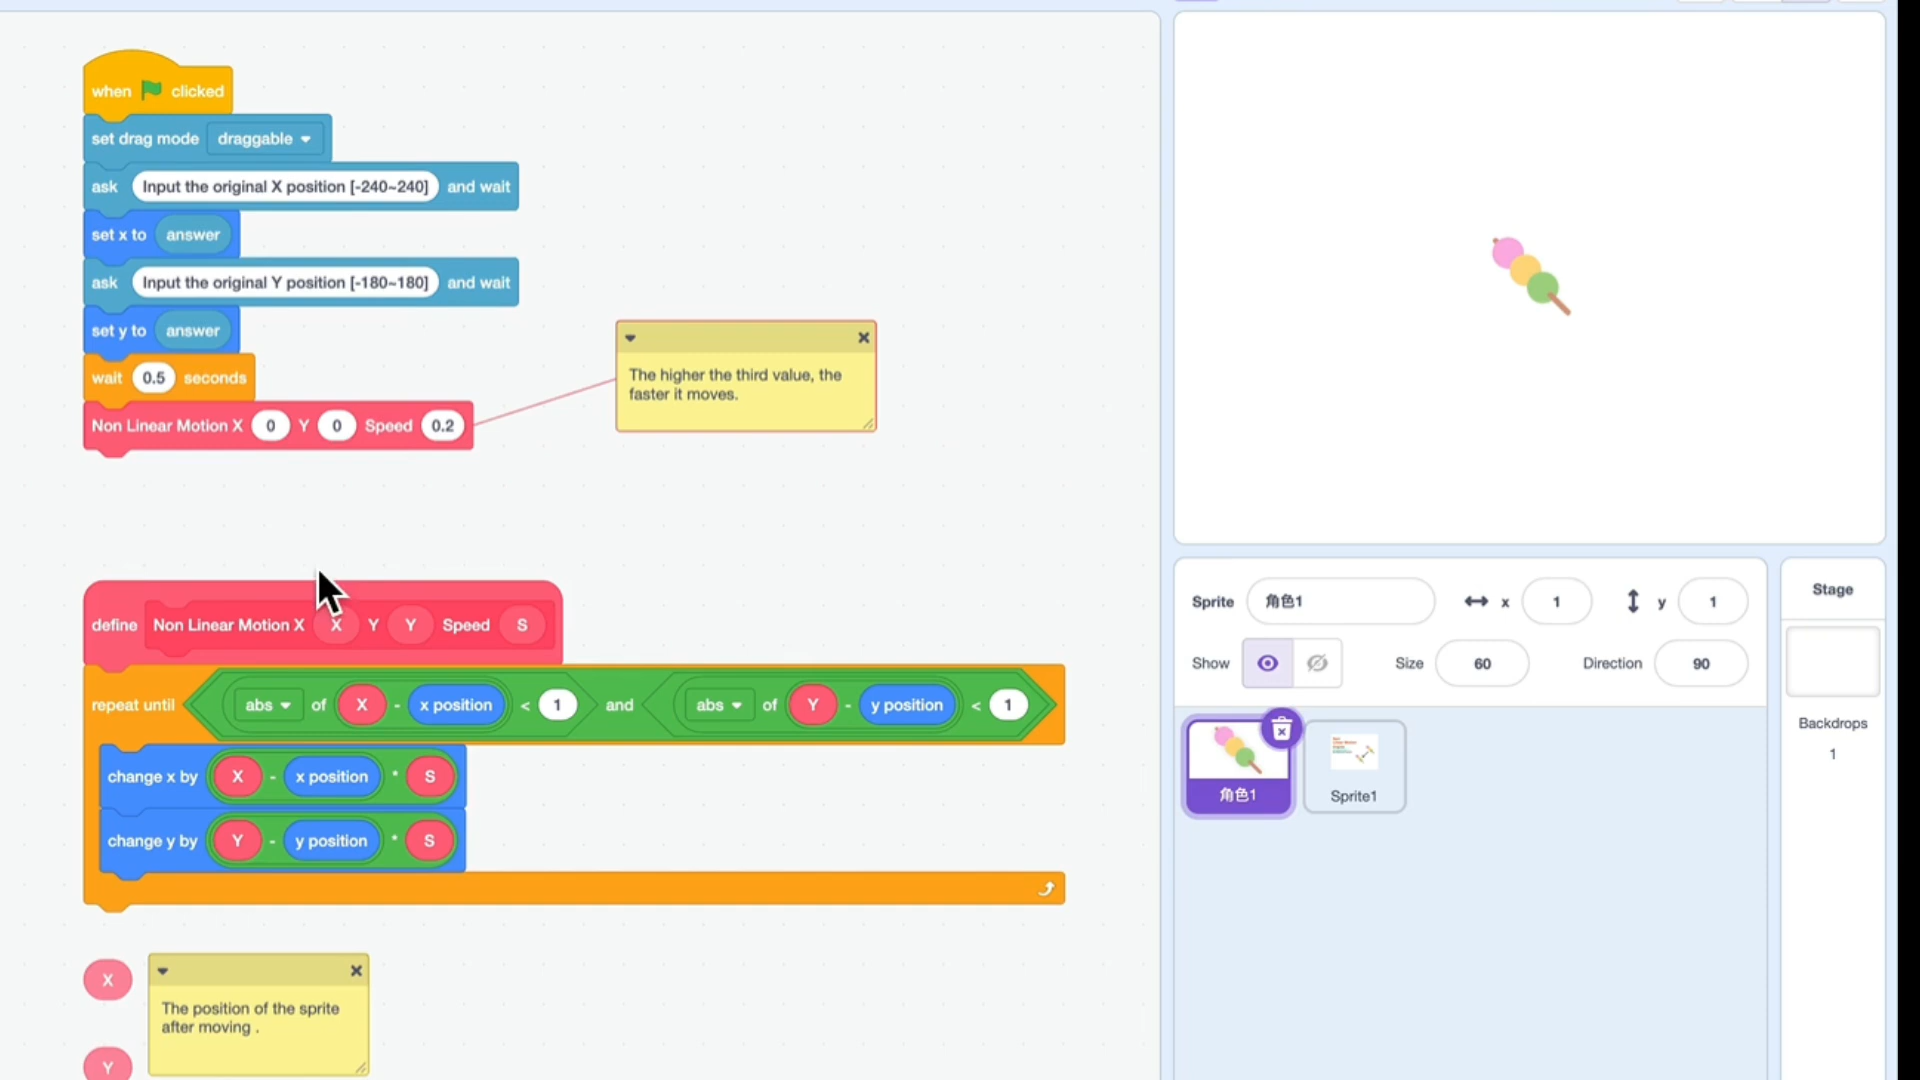 when clicked
set drag mode draggable
ask Input the original X position [-240~240] and wait
set x to answer
ask Input the original Y position [-180~180] and wait
set y to answer
wait 0.5 seconds
Non Linear Motion X 0 Y 0 Speed 0.2
The higher the third value, the
faster it moves.
define Non Linear Motion X X Y Y Speed S
repeat until abs of X - x position < 1 and abs of Y - y position < 1
change x by X - x position * S
change y by Y - y position * S
X
The position of the sprite
after moving .
Y
Sprite 角色1 x 1 y 1
Show Size 60 Direction 90
角色1
Sprite1
Stage
Backdrops
1